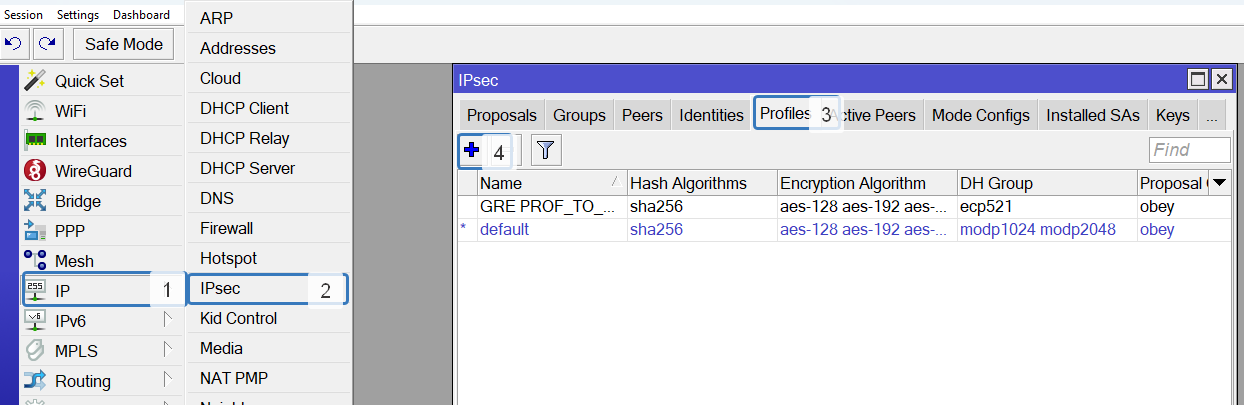 Session Settings Dashboard
Safe Mode
Quick Set
WiFi
Interfaces
WireGuard
Bridge
PPP
Mesh
255 IP 1
v6 IPv6
MPLS
Routing
ARP
Addresses
Cloud
DHCP Client
DHCP Relay
DHCP Server
DNS
Firewall
Hotspot
IPsec 2
Kid Control
Media
NAT PMP
IPsec
Proposals Groups Peers Identities Profiles 3 Active Peers Mode Configs Installed SAs Keys ...
4 Find
Name Hash Algorithms Encryption Algorithm DH Group Proposal
GRE PROF_TO_... sha256 aes-128 aes-192 aes-... ecp521 obey
* default sha256 aes-128 aes-192 aes-... modp1024 modp2048 obey